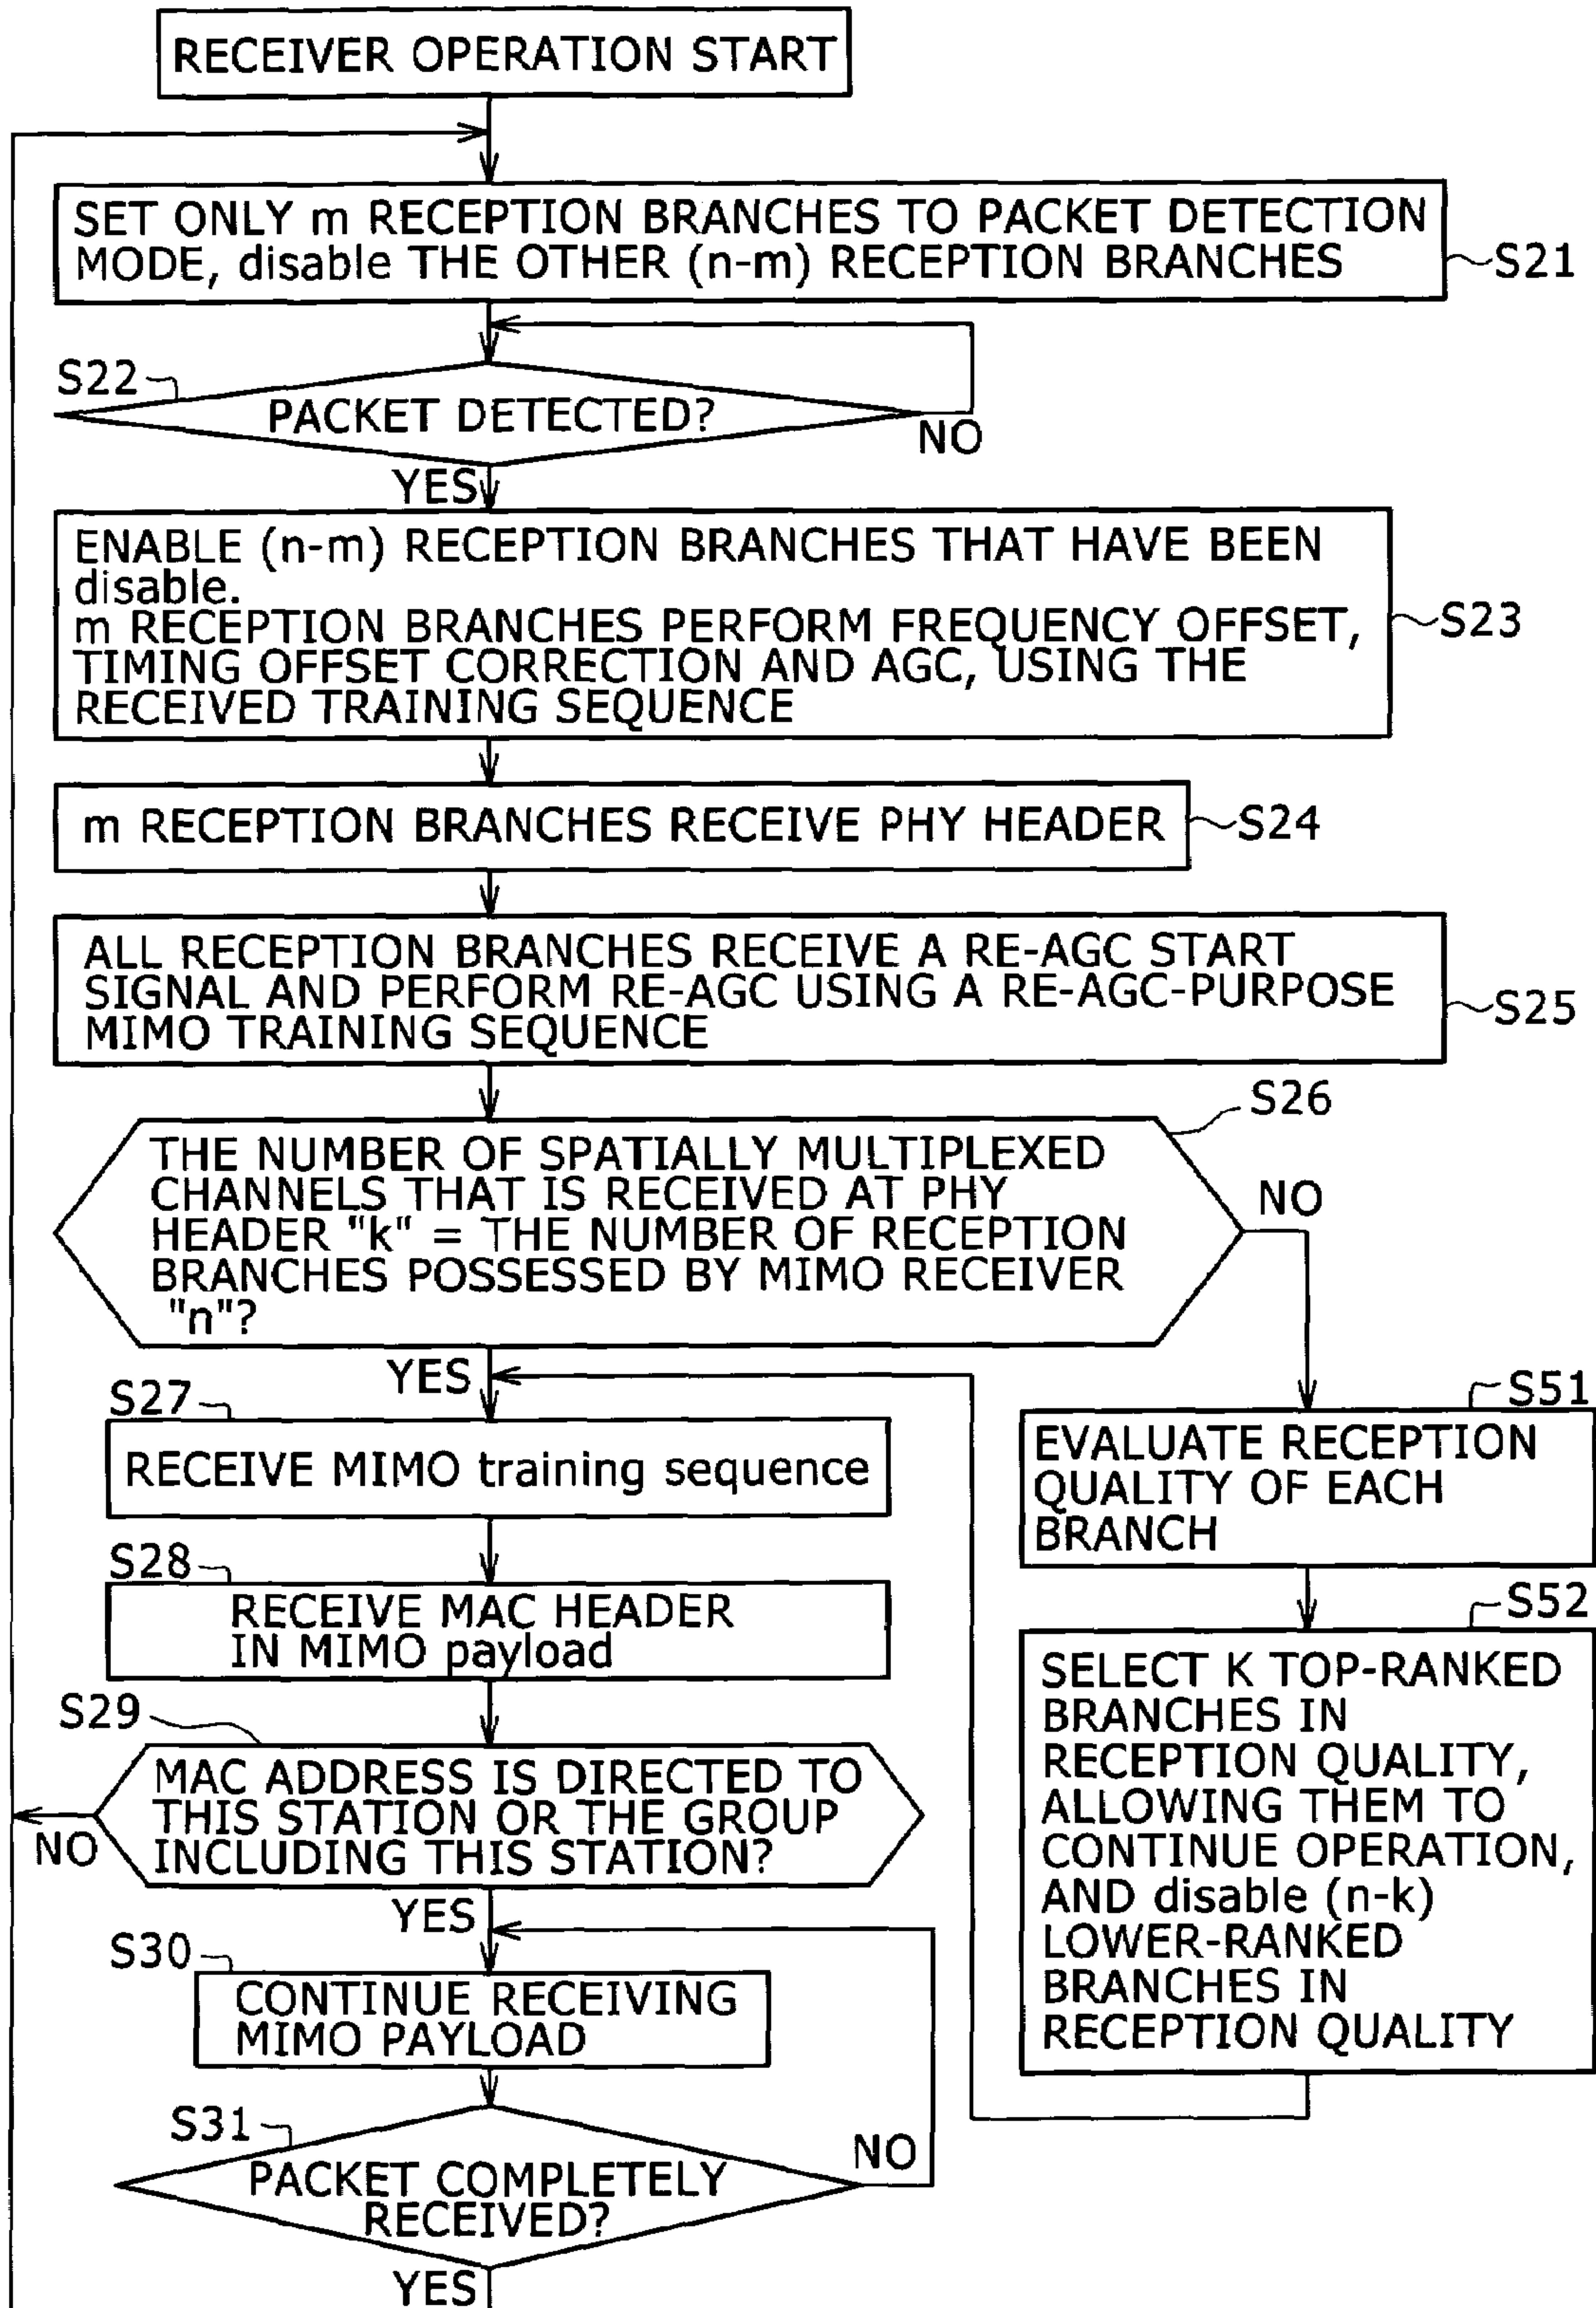 RECEIVER OPERATION START
SET ONLY m RECEPTION BRANCHES TO PACKET DETECTION
MODE, disable THE OTHER (n-m) RECEPTION BRANCHES
S21
S22
PACKET DETECTED?
NO
YES
ENABLE (n-m) RECEPTION BRANCHES THAT HAVE BEEN
disable.
m RECEPTION BRANCHES PERFORM FREQUENCY OFFSET,
TIMING OFFSET CORRECTION AND AGC, USING THE
RECEIVED TRAINING SEQUENCE
S23
m RECEPTION BRANCHES RECEIVE PHY HEADER
S24
ALL RECEPTION BRANCHES RECEIVE A RE-AGC START
SIGNAL AND PERFORM RE-AGC USING A RE-AGC-PURPOSE
MIMO TRAINING SEQUENCE
S25
S26
THE NUMBER OF SPATIALLY MULTIPLEXED
CHANNELS THAT IS RECEIVED AT PHY
HEADER "k" = THE NUMBER OF RECEPTION
BRANCHES POSSESSED BY MIMO RECEIVER
"n"?
NO
YES
S27
RECEIVE MIMO training sequence
S28
RECEIVE MAC HEADER
IN MIMO payload
S29
MAC ADDRESS IS DIRECTED TO
THIS STATION OR THE GROUP
INCLUDING THIS STATION?
NO
YES
S30
CONTINUE RECEIVING
MIMO PAYLOAD
S31
PACKET COMPLETELY
RECEIVED?
NO
YES
S51
EVALUATE RECEPTION
QUALITY OF EACH
BRANCH
S52
SELECT K TOP-RANKED
BRANCHES IN
RECEPTION QUALITY,
ALLOWING THEM TO
CONTINUE OPERATION,
AND disable (n-k)
LOWER-RANKED
BRANCHES IN
RECEPTION QUALITY